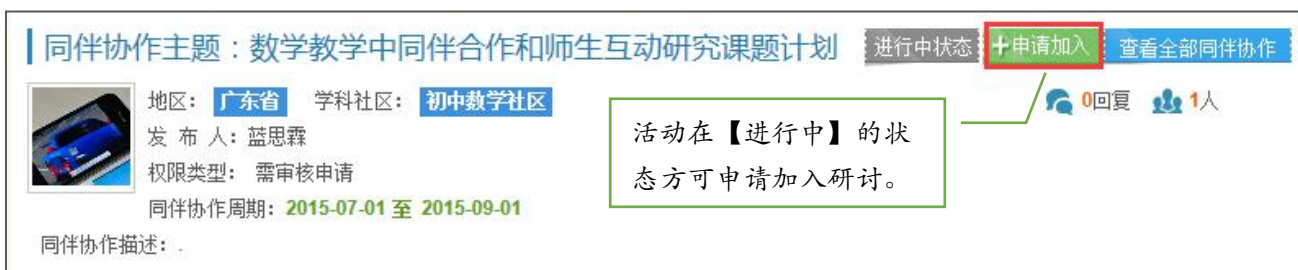 同伴协作主题：数学教学中同伴合作和师生互动研究课题计划 进行中状态 +申请加入 查看全部同伴协作
地区： 广东省 学科社区： 初中数学社区 0回复 1人
发 布 人：蓝思霖
权限类型： 需审核申请
同伴协作周期：2015-07-01 至 2015-09-01
同伴协作描述：.
活动在【进行中】的状
态方可申请加入研讨。